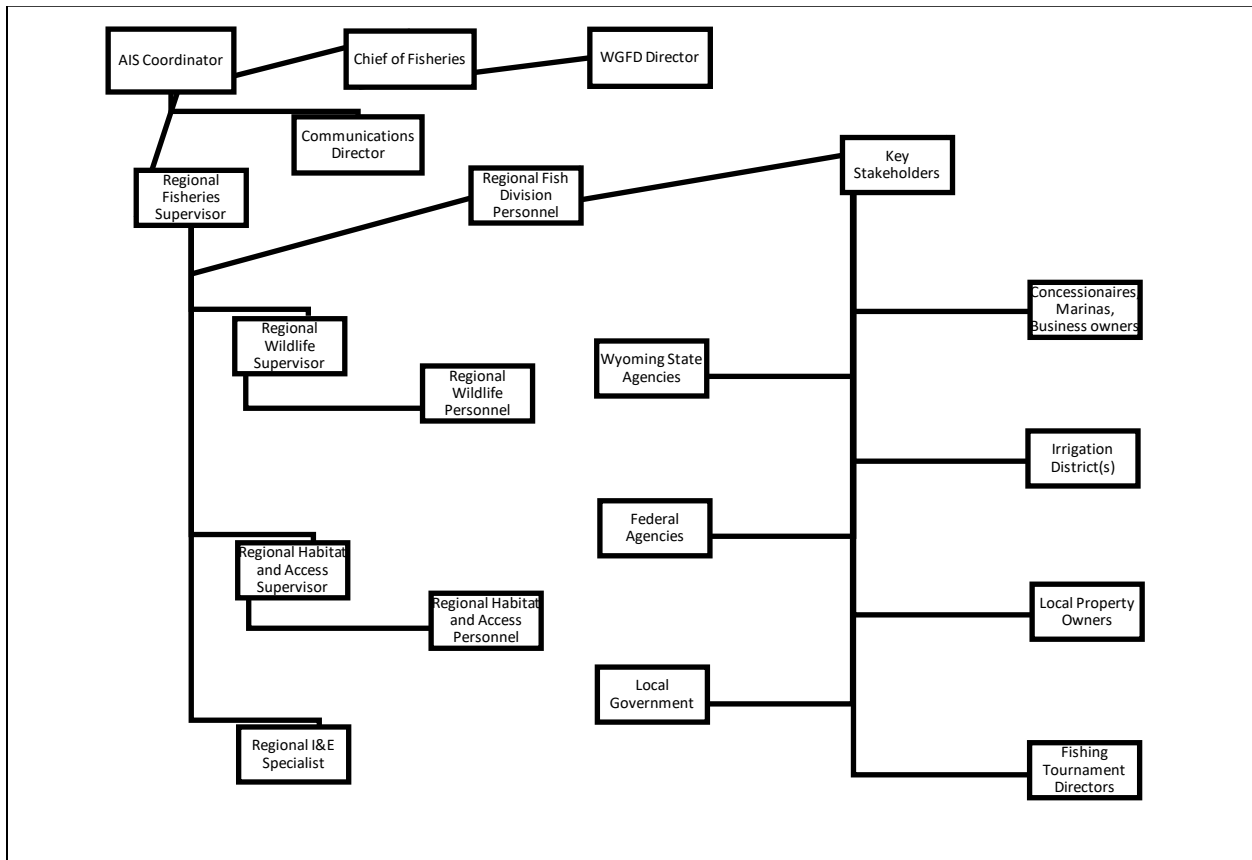 AIS Coordinator
Chief of Fisheries
WGFD Director
Communications
Director
Regional
Fisheries
Supervisor
Regional Fish
Division
Personnel
Key
Stakeholders
Concessionaires,
Marinas,
Business owners
Regional
Wildlife
Supervisor
Wyoming State
Agencies
Regional
Wildlife
Personnel
Irrigation
District(s)
Federal
Agencies
Regional Habitat
and Access
Supervisor
Regional Habitat
and Access
Personnel
Local Property
Owners
Local
Government
Regional I&E
Specialist
Fishing
Tournament
Directors